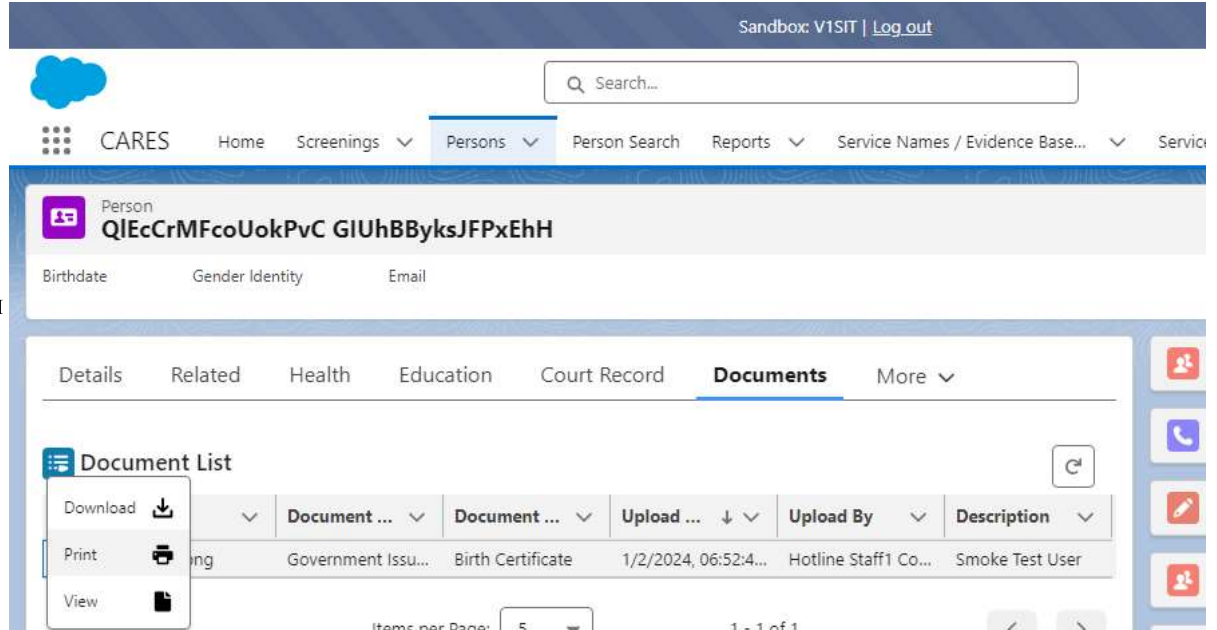 Sandbox: V1SIT | Log out
Search...
CARES Home Screenings Persons Person Search Reports Service Names / Evidence Base... Service
Person
QlEcCrMFcoUokPvC GIUhBByksJFPxEhH
Birthdate Gender Identity Email
Details Related Health Education Court Record Documents More
Document List
Download
Document ... Document ... Upload ... Upload By Description
Print
ng Government Issu... Birth Certificate 1/2/2024, 06:52:4... Hotline Staff1 Co... Smoke Test User
View
Items per Page: 5 1 - 1 of 1